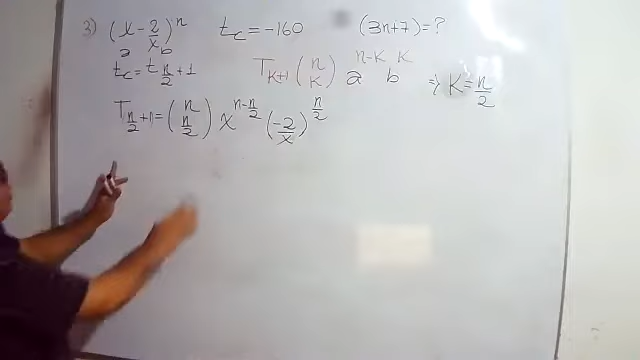 3) (x - 2/x)^n   t_c = -160   (3n+7) = ?
a b
t_c = t_{n/2 + 1}   T_{K+1} (n K) a^{n-K} b^K   ⇒ K = n/2
T_{n/2 + 1} = (n n/2) x^{n - n/2} (-2/x)^{n/2}